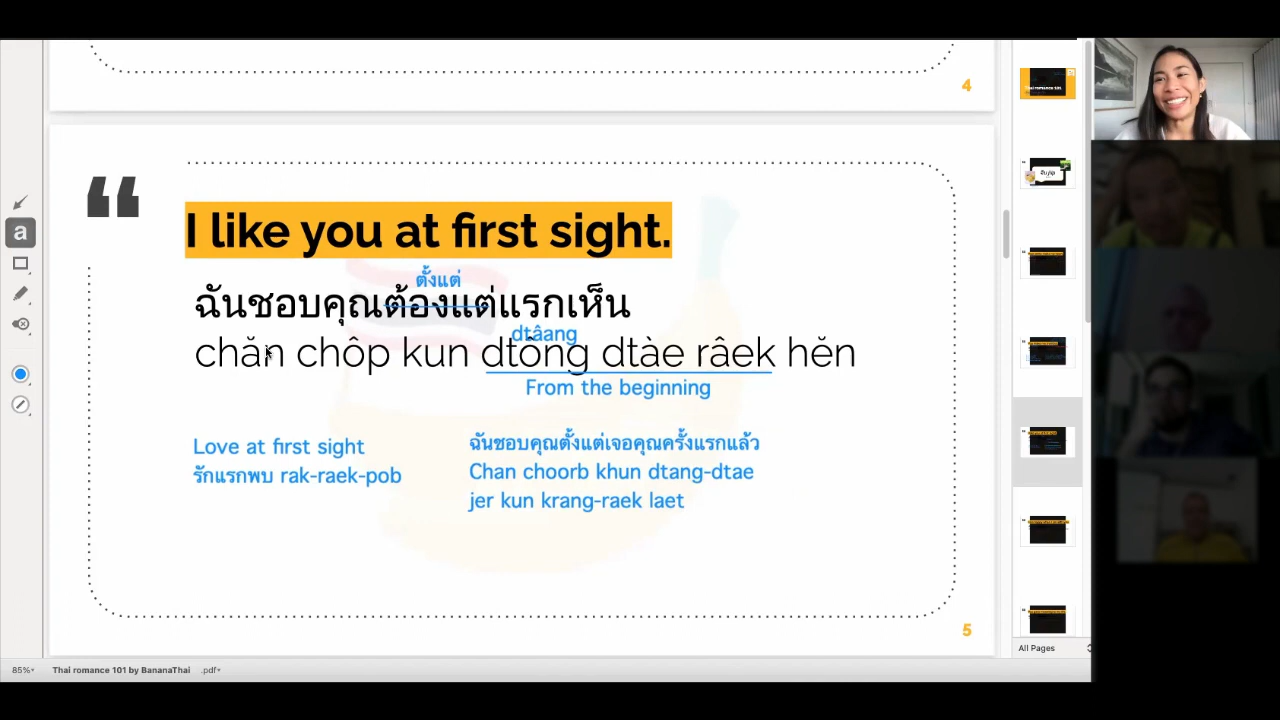 4
“
I like you at first sight.
ตั้งแต่
ฉันชอบคุณต้องแต่แรกเห็น
dtâang
chăn chôp kun dtông dtàe râek hĕn
From the beginning
Love at first sight
รักแรกพบ rak-raek-pob
ฉันชอบคุณตั้งแต่เจอคุณครั้งแรกแล้ว
Chan choorb khun dtang-dtae
jer kun krang-raek laet
5
a
85%
Thai romance 101 by BananaThai .pdf
All Pages